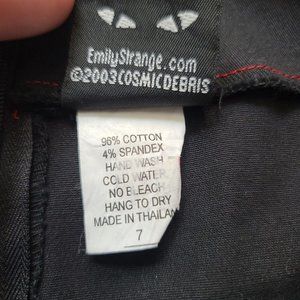 EmilyStrange.com
©2003COSMICDEBRIS
96% COTTON
4% SPANDEX
HAND WASH
COLD WATER
NO BLEACH
HANG TO DRY
MADE IN THAILAN
7